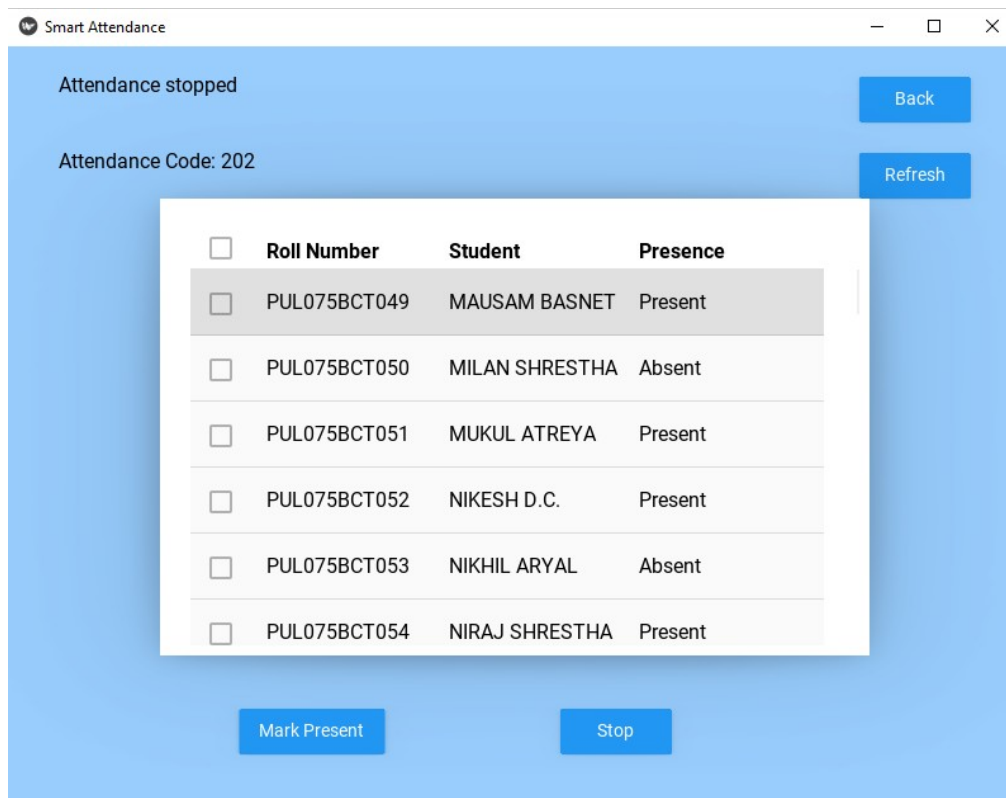 Smart Attendance
Attendance stopped
Back
Attendance Code: 202
Refresh
Roll Number Student Presence
PUL075BCT049 MAUSAM BASNET Present
PUL075BCT050 MILAN SHRESTHA Absent
PUL075BCT051 MUKUL ATREYA Present
PUL075BCT052 NIKESH D.C. Present
PUL075BCT053 NIKHIL ARYAL Absent
PUL075BCT054 NIRAJ SHRESTHA Present
Mark Present Stop